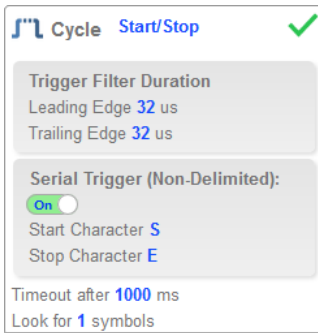 Cycle Start/Stop
Trigger Filter Duration
Leading Edge 32 us
Trailing Edge 32 us
Serial Trigger (Non-Delimited):
On
Start Character S
Stop Character E
Timeout after 1000 ms
Look for 1 symbols